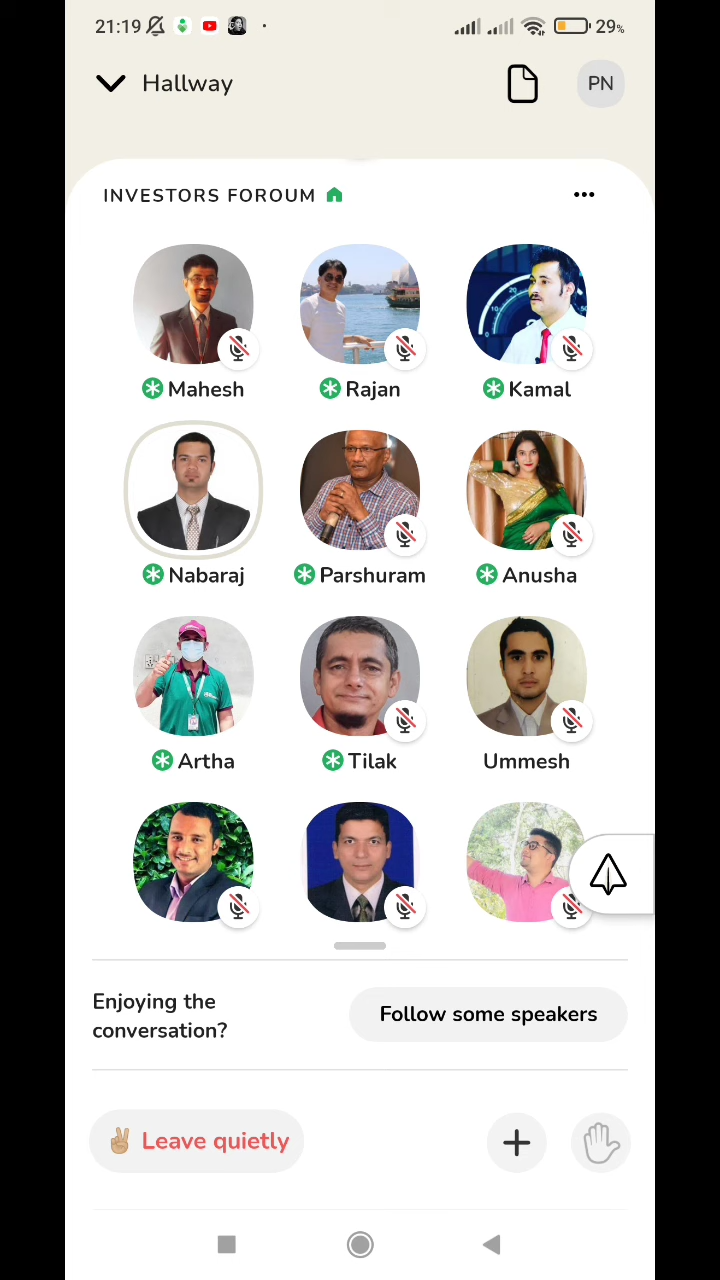 21:19 29%
Hallway PN
INVESTORS FOROUM
Mahesh Rajan Kamal
Nabaraj Parshuram Anusha
Artha Tilak Ummesh
Enjoying the
conversation?
Follow some speakers
Leave quietly